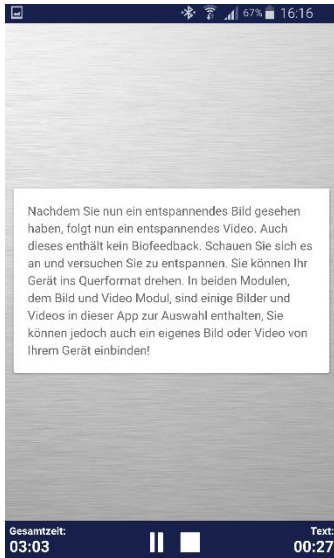 67% 16:16
Nachdem Sie nun ein entspannendes Bild gesehen
haben, folgt nun ein entspannendes Video. Auch
dieses enthält kein Biofeedback. Schauen Sie sich es
an und versuchen Sie zu entspannen. Sie können Ihr
Gerät ins Querformat drehen. In beiden Modulen,
dem Bild und Video Modul, sind einige Bilder und
Videos in dieser App zur Auswahl enthalten, Sie
können jedoch auch ein eigenes Bild oder Video von
Ihrem Gerät einbinden!
Gesamtzeit: Text:
03:03 00:27